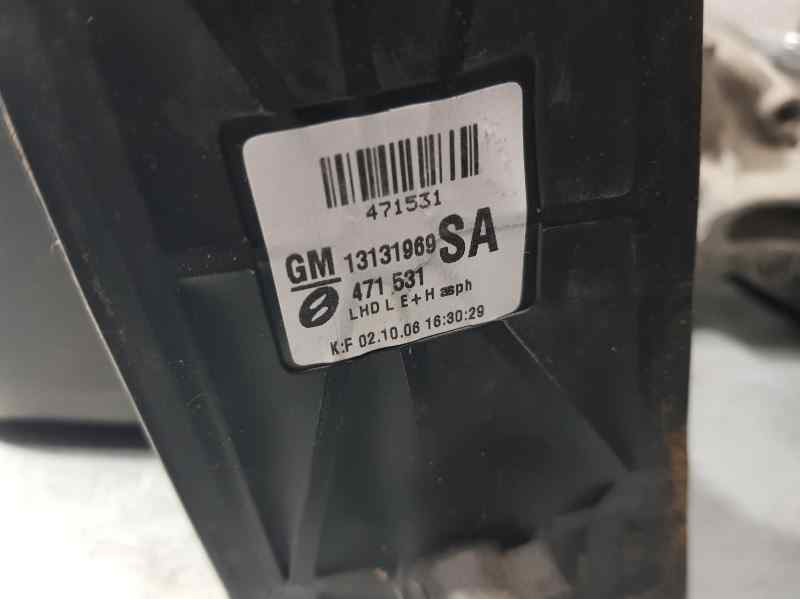 471531
GM 13131969 SA
471 531
LHD L E+H asph
K:F 02.10.06 16:30:29